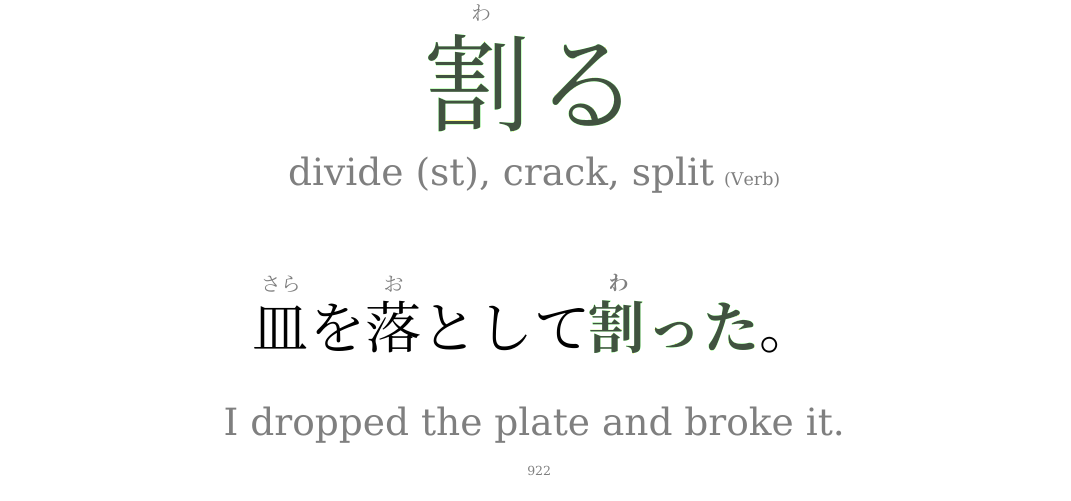 わ
割る
divide (st), crack, split (Verb)
さら お わ
皿を落として割った。
I dropped the plate and broke it.
922